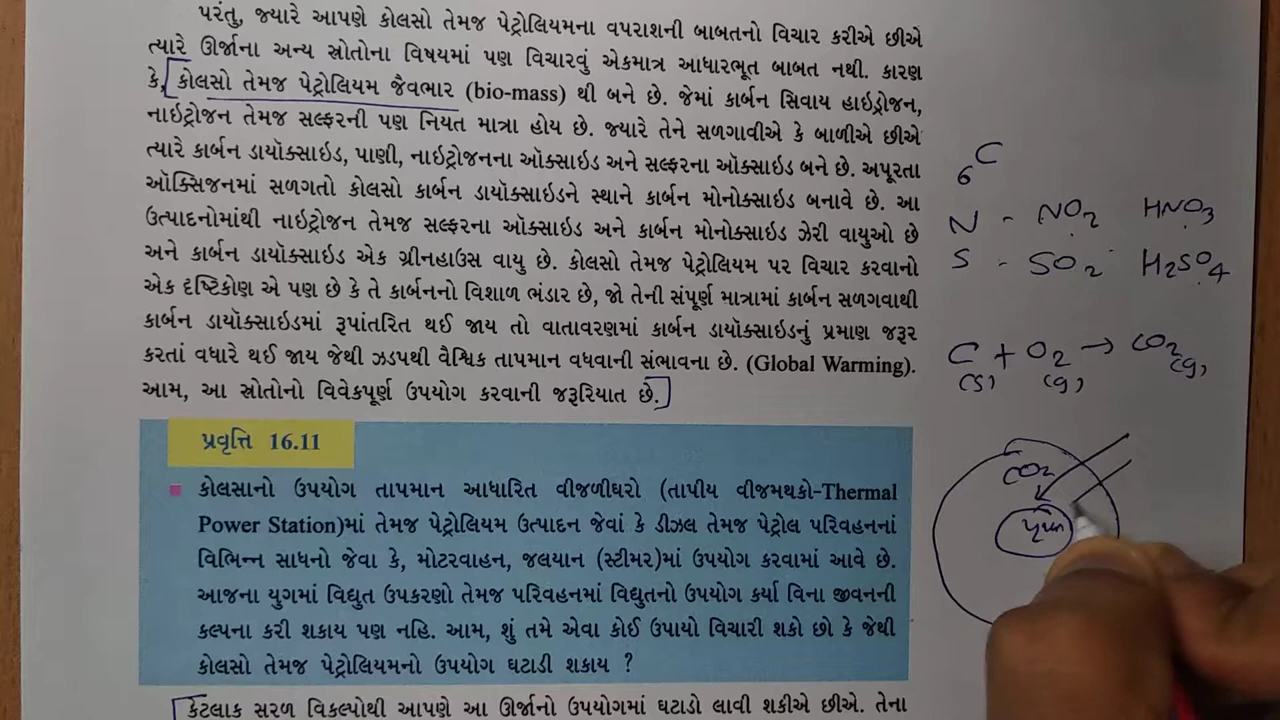 પરંતુ, જ્યારે આપણે કોલસો તેમજ પેટ્રોલિયમના વપરાશની બાબતનો વિચાર કરીએ છીએ
ત્યારે ઊર્જાના અન્ય સ્રોતોના વિષયમાં પણ વિચારવું એકમાત્ર આધારભૂત બાબત નથી. કારણ
કે, કોલસો તેમજ પેટ્રોલિયમ જૈવભાર (bio-mass) થી બને છે. જેમાં કાર્બન સિવાય હાઇડ્રોજન,
નાઇટ્રોજન તેમજ સલ્ફરની પણ નિયત માત્રા હોય છે. જ્યારે તેને સળગાવીએ કે બાળીએ છીએ
ત્યારે કાર્બન ડાયૉક્સાઇડ, પાણી, નાઇટ્રોજનના ઑક્સાઇડ અને સલ્ફરના ઑક્સાઇડ બને છે. અપૂરતા
ઑક્સિજનમાં સળગતો કોલસો કાર્બન ડાયૉક્સાઇડને સ્થાને કાર્બન મોનોક્સાઇડ બનાવે છે. આ
ઉત્પાદનોમાંથી નાઇટ્રોજન તેમજ સલ્ફરના ઑક્સાઇડ અને કાર્બન મોનોક્સાઇડ ઝેરી વાયુઓ છે
અને કાર્બન ડાયૉક્સાઇડ એક ગ્રીનહાઉસ વાયુ છે. કોલસો તેમજ પેટ્રોલિયમ પર વિચાર કરવાનો
એક દૃષ્ટિકોણ એ પણ છે કે તે કાર્બનનો વિશાળ ભંડાર છે, જો તેની સંપૂર્ણ માત્રામાં કાર્બન સળગવાથી
કાર્બન ડાયૉક્સાઇડમાં રૂપાંતરિત થઈ જાય તો વાતાવરણમાં કાર્બન ડાયૉક્સાઇડનું પ્રમાણ જરૂર
કરતાં વધારે થઈ જાય જેથી ઝડપથી વૈશ્વિક તાપમાન વધવાની સંભાવના છે. (Global Warming).
આમ, આ સ્રોતોનો વિવેકપૂર્ણ ઉપયોગ કરવાની જરૂરિયાત છે.
પ્રવૃત્તિ 16.11
કોલસાનો ઉપયોગ તાપમાન આધારિત વીજળીઘરો (તાપીય વીજમથકો-Thermal
Power Station)માં તેમજ પેટ્રોલિયમ ઉત્પાદન જેવાં કે ડીઝલ તેમજ પેટ્રોલ પરિવહનનાં
વિભિન્ન સાધનો જેવા કે, મોટરવાહન, જલયાન (સ્ટીમર)માં ઉપયોગ કરવામાં આવે છે.
આજના યુગમાં વિદ્યુત ઉપકરણો તેમજ પરિવહનમાં વિદ્યુતનો ઉપયોગ કર્યા વિના જીવનની
કલ્પના કરી શકાય પણ નહિ. આમ, શું તમે એવા કોઈ ઉપાયો વિચારી શકો છો કે જેથી
કોલસો તેમજ પેટ્રોલિયમનો ઉપયોગ ઘટાડી શકાય ?
કેટલાક સરળ વિકલ્પોથી આપણે આ ઊર્જાનો ઉપયોગમાં ઘટાડો લાવી શકીએ છીએ. તેના
₆C
N - NO₂ HNO₃
S - SO₂ H₂SO₄
C + O₂ → CO₂
(s) (g) (g)
CO₂